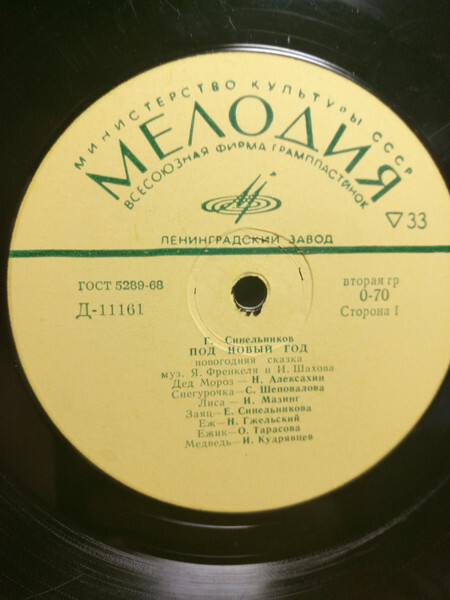 МИНИСТЕРСТВО КУЛЬТУРЫ СССР
МЕЛОДИЯ
ВСЕСОЮЗНАЯ ФИРМА ГРАМПЛАСТИНОК
▽33
ЛЕНИНГРАДСКИЙ ЗАВОД
ГОСТ 5289-68
Д-11161
вторая гр
0-70
Сторона 1
Г. Синельников
ПОД НОВЫЙ ГОД
новогодняя сказка
муз. Я. Френкеля и И. Шахова
Дед Мороз — Н. Алексахин
Снегурочка — С. Шеповалова
Лиса — И. Мазинг
Заяц — Е. Синельникова
Еж — Н. Гжельский
Ежик — О. Тарасова
Медведь — И. Кудрявцев